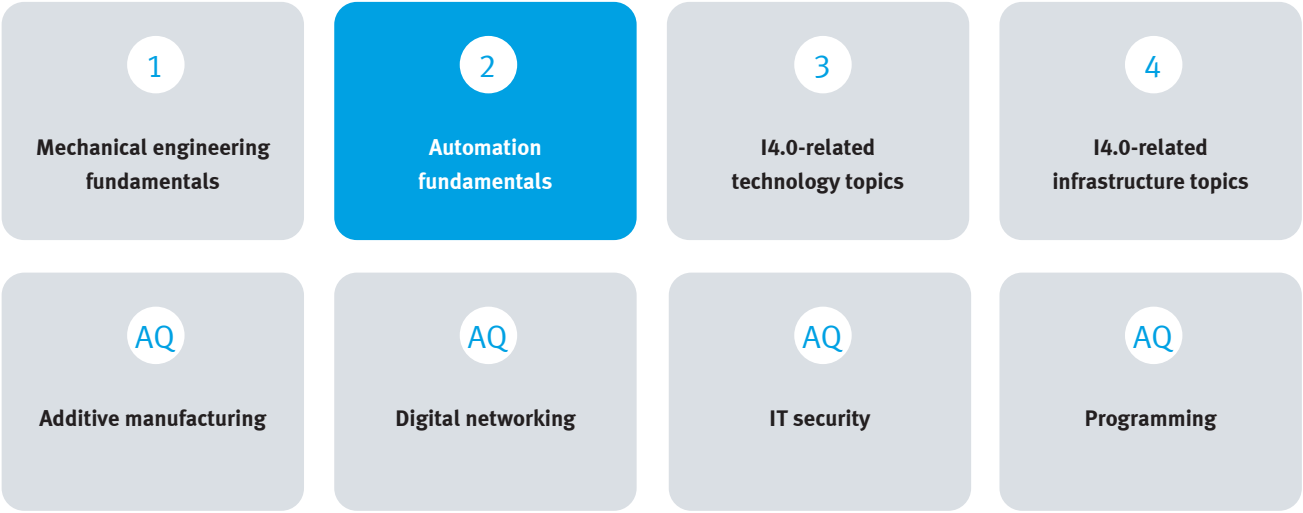 1
Mechanical engineering
fundamentals
2
Automation
fundamentals
3
I4.0-related
technology topics
4
I4.0-related
infrastructure topics
AQ
Additive manufacturing
AQ
Digital networking
AQ
IT security
AQ
Programming